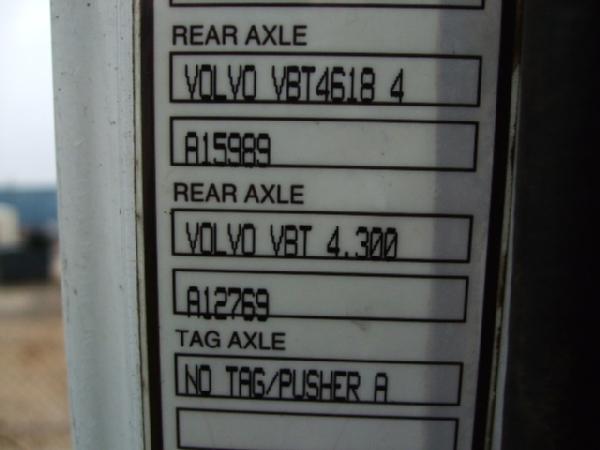 REAR AXLE
VOLVO VBT4618 4
A15989
REAR AXLE
VOLVO VBT 4.300
A12769
TAG AXLE
NO TAG/PUSHER A